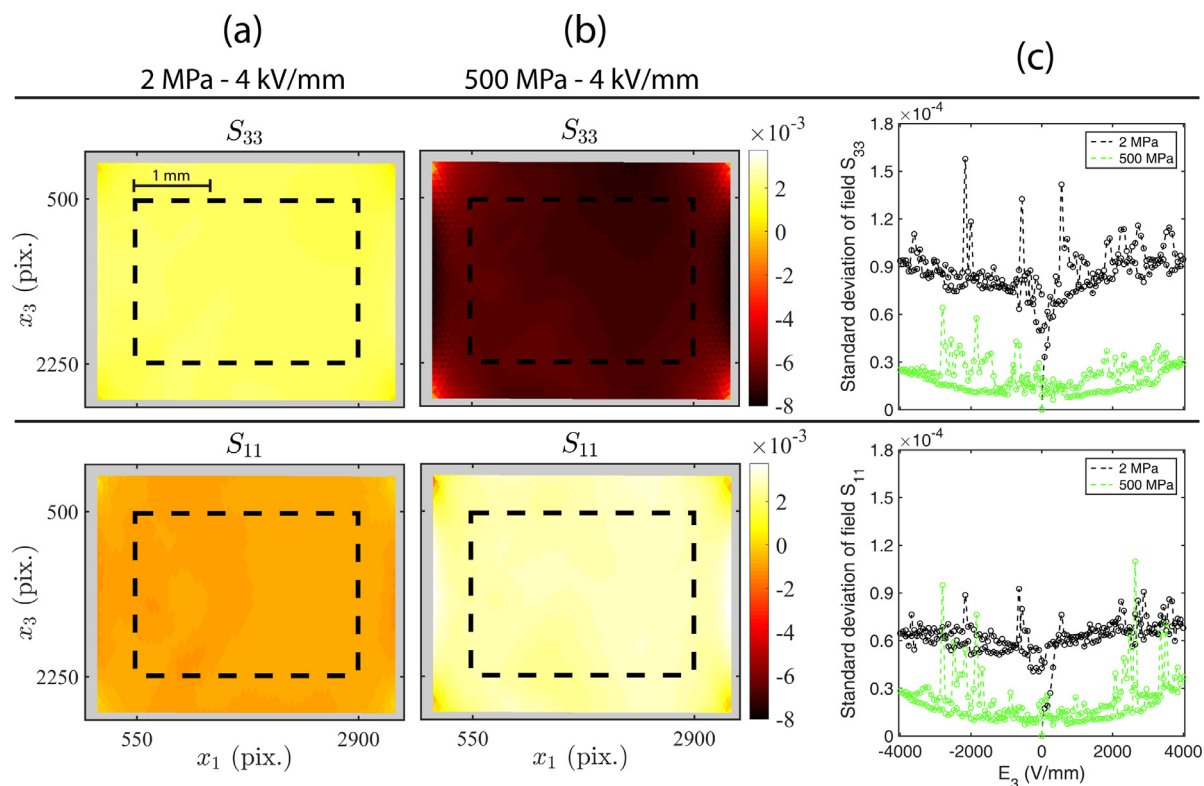 (a)
(b)
(c)
2 MPa - 4 kV/mm
500 MPa - 4 kV/mm
S33
S33
×10-3
×10-4
1 mm
500
2250
x3 (pix.)
2
0
-2
-4
-6
-8
Standard deviation of field S33
1.8
1.5
1.2
0.9
0.6
0.3
0
2 MPa
500 MPa
S11
S11
×10-3
×10-4
500
2250
x3 (pix.)
550
2900
x1 (pix.)
550
2900
x1 (pix.)
2
0
-2
-4
-6
-8
Standard deviation of field S11
1.8
1.5
1.2
0.9
0.6
0.3
0
2 MPa
500 MPa
-4000
-2000
0
2000
4000
E3 (V/mm)